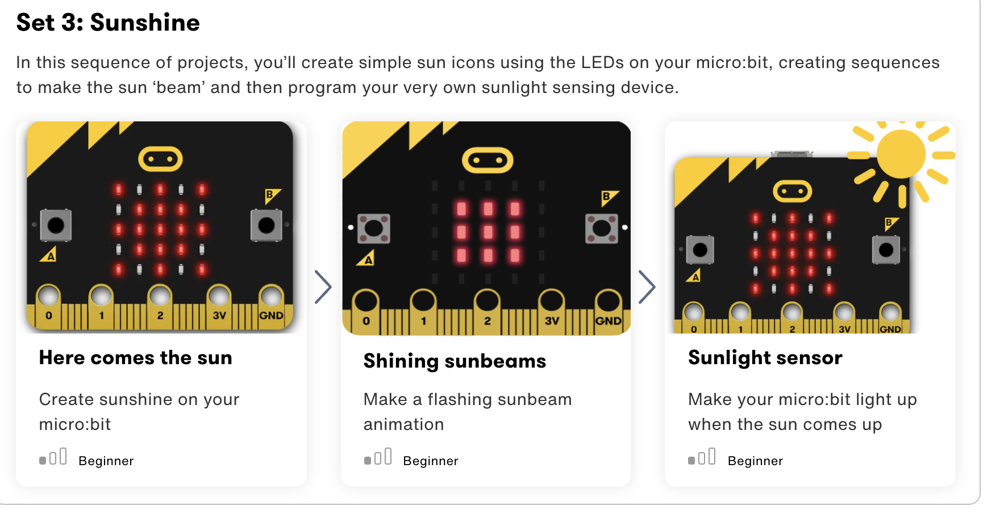 Set 3: Sunshine
In this sequence of projects, you’ll create simple sun icons using the LEDs on your micro:bit, creating sequences
to make the sun ‘beam’ and then program your very own sunlight sensing device.
B
A
0 1 2 3V GND
Here comes the sun
Create sunshine on your
micro:bit
Beginner
B
A
0 1 2 3V GND
Shining sunbeams
Make a flashing sunbeam
animation
Beginner
B
A
0 1 2 3V GND
Sunlight sensor
Make your micro:bit light up
when the sun comes up
Beginner